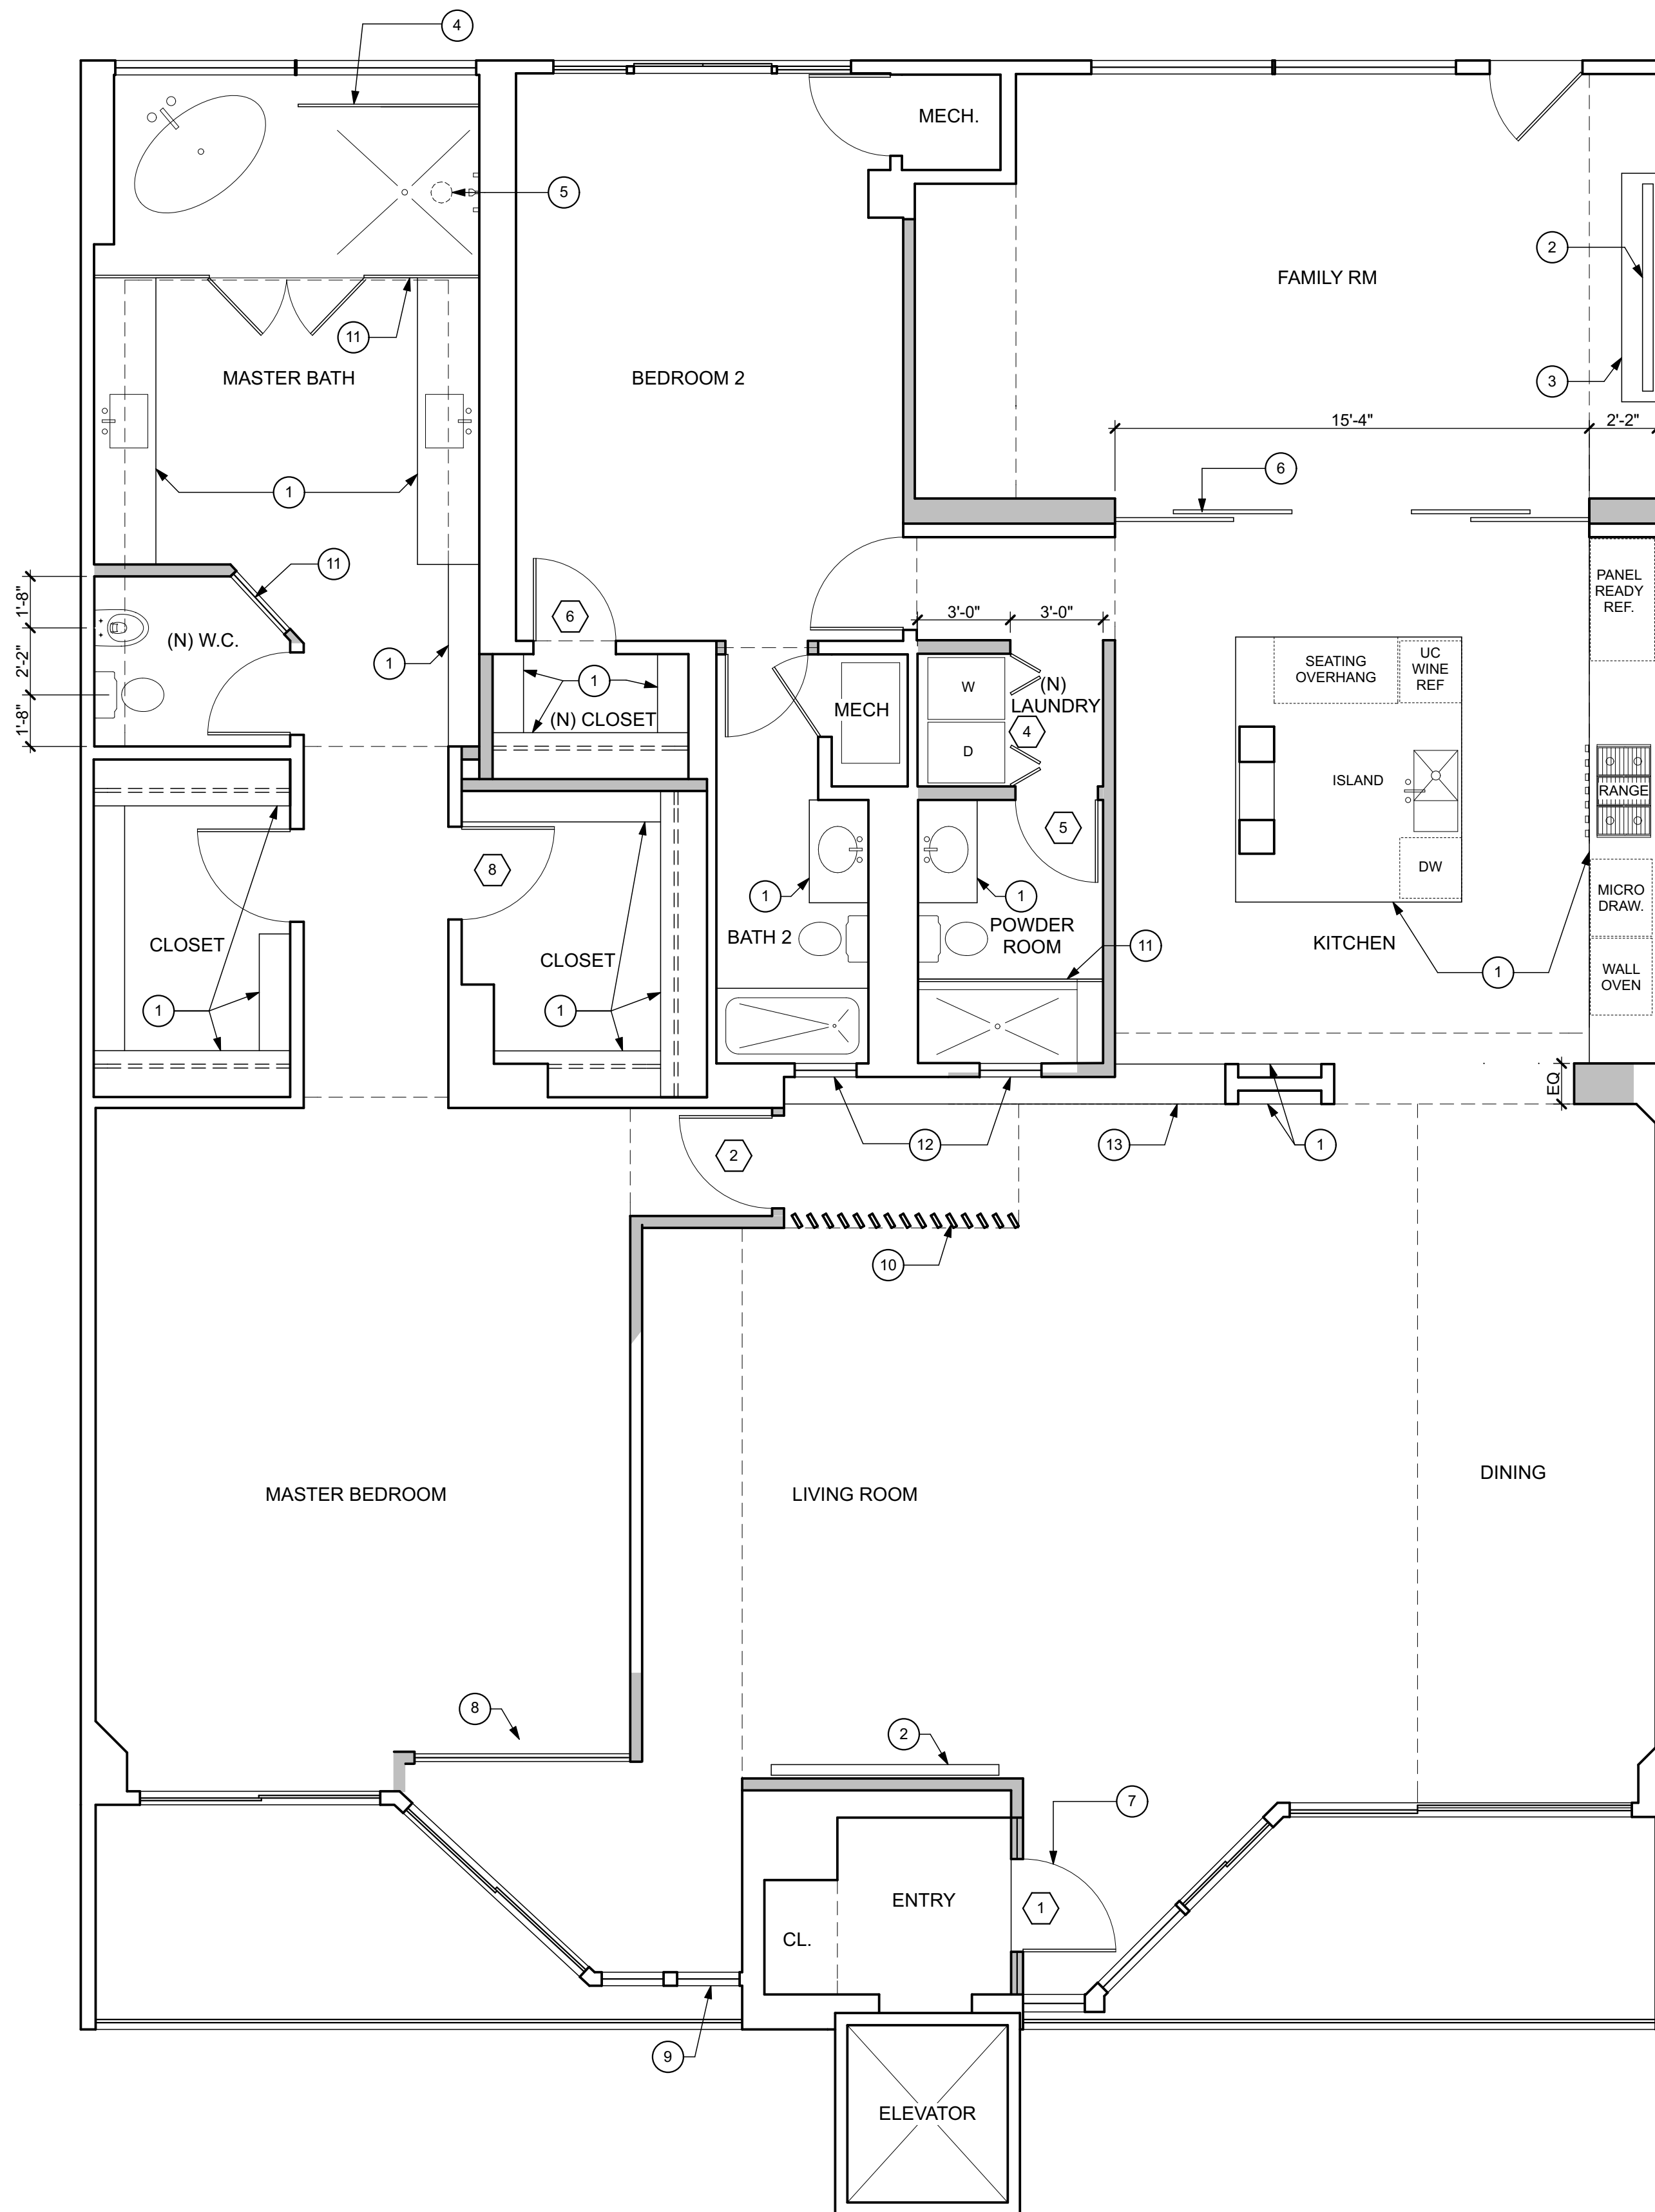 4
MECH.
5
FAMILY RM
2
11
MASTER BATH
BEDROOM 2
3
15'-4"
2'-2"
6
1
11
PANEL
READY
REF.
1'-8"
2'-2"
1'-8"
(N) W.C.
6
3'-0"
3'-0"
1
1
(N) CLOSET
MECH
W
D
(N)
LAUNDRY
4
SEATING
OVERHANG
UC
WINE
REF
ISLAND
RANGE
5
8
DW
1
1
MICRO
DRAW.
CLOSET
CLOSET
BATH 2
POWDER
ROOM
11
KITCHEN
1
WALL
OVEN
1
1
EQ
2
12
13
1
10
MASTER BEDROOM
LIVING ROOM
DINING
8
2
7
ENTRY
1
CL.
9
ELEVATOR